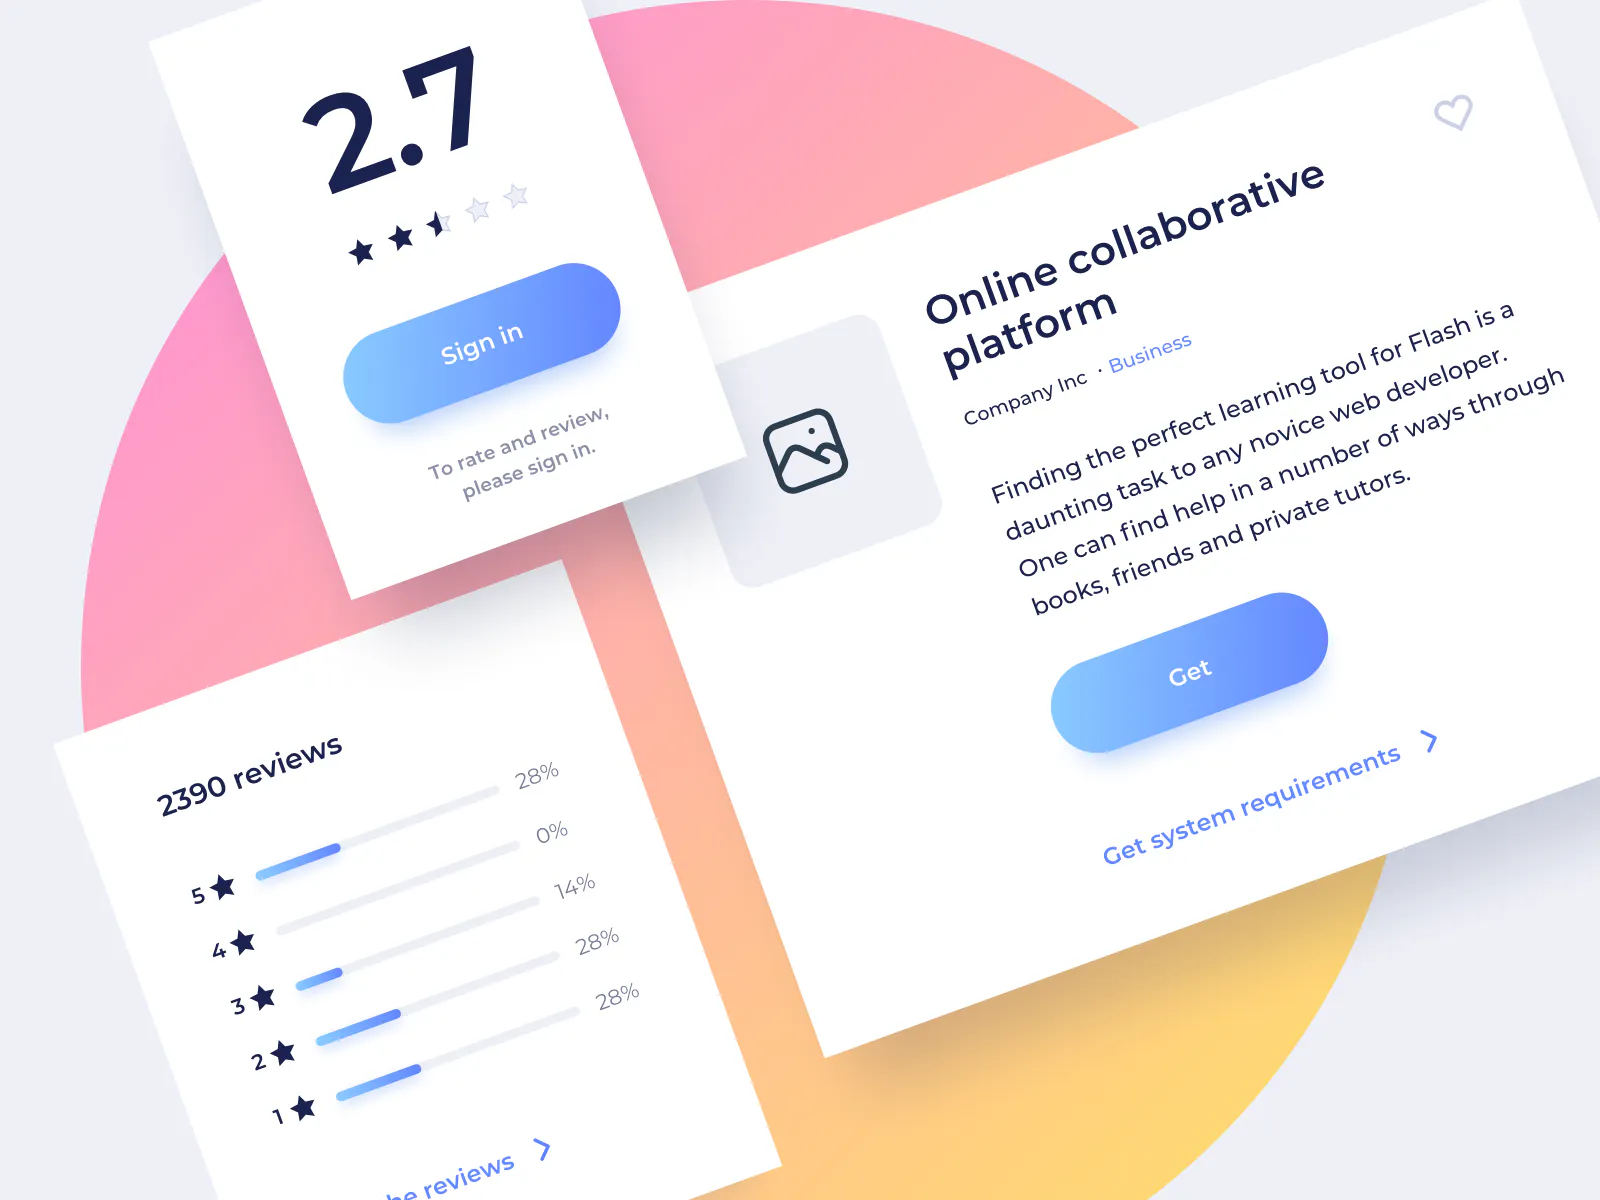 2.7
Sign in
To rate and review,
please sign in.
Online collaborative
platform
Company Inc · Business
Finding the perfect learning tool for Flash is a
daunting task to any novice web developer.
One can find help in a number of ways through
books, friends and private tutors.
Get
Get system requirements
2390 reviews
5 28%
4 0%
3 14%
2 28%
1 28%
reviews